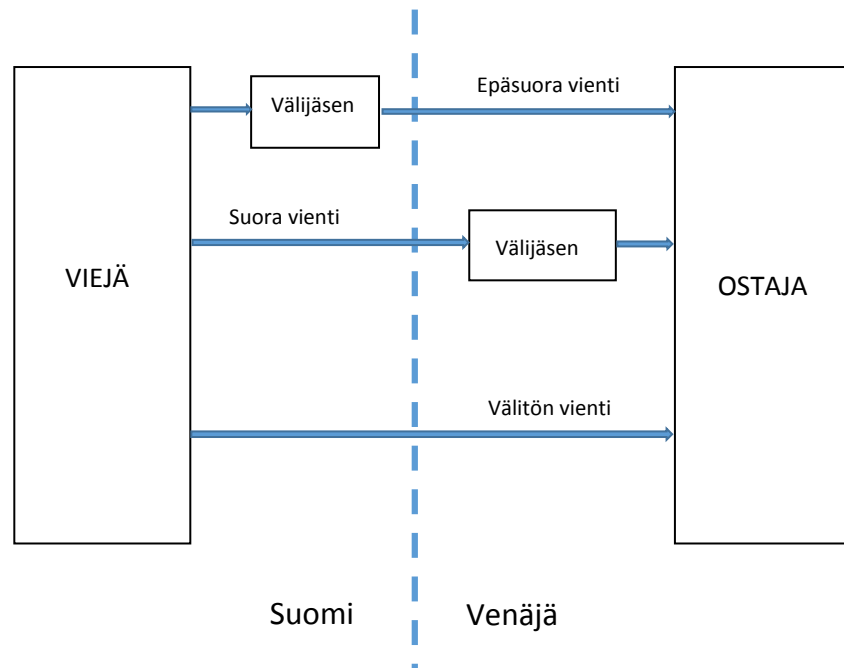 Välijäsen
Epäsuora vienti
Suora vienti
Välijäsen
VIEJÄ
OSTAJA
Välitön vienti
Suomi
Venäjä